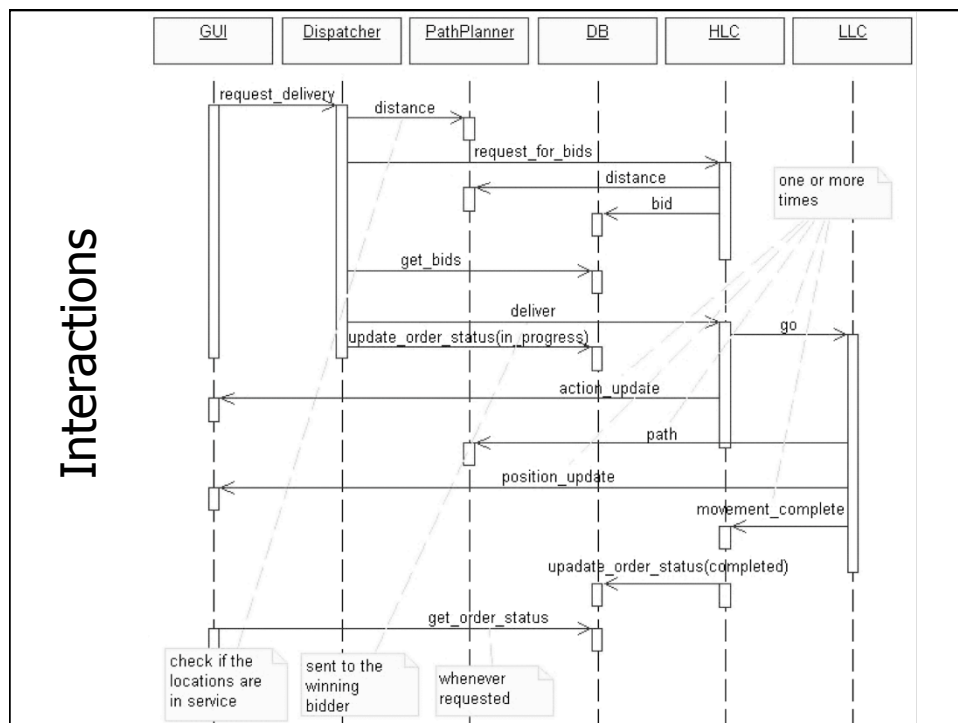 Interactions
GUI
Dispatcher
PathPlanner
DB
HLC
LLC
request_delivery
distance
request_for_bids
distance
one or more
times
bid
get_bids
deliver
go
update_order_status(in_progress)
action_update
path
position_update
movement_complete
upadate_order_status(completed)
get_order_status
check if the
locations are
in service
sent to the
winning
bidder
whenever
requested